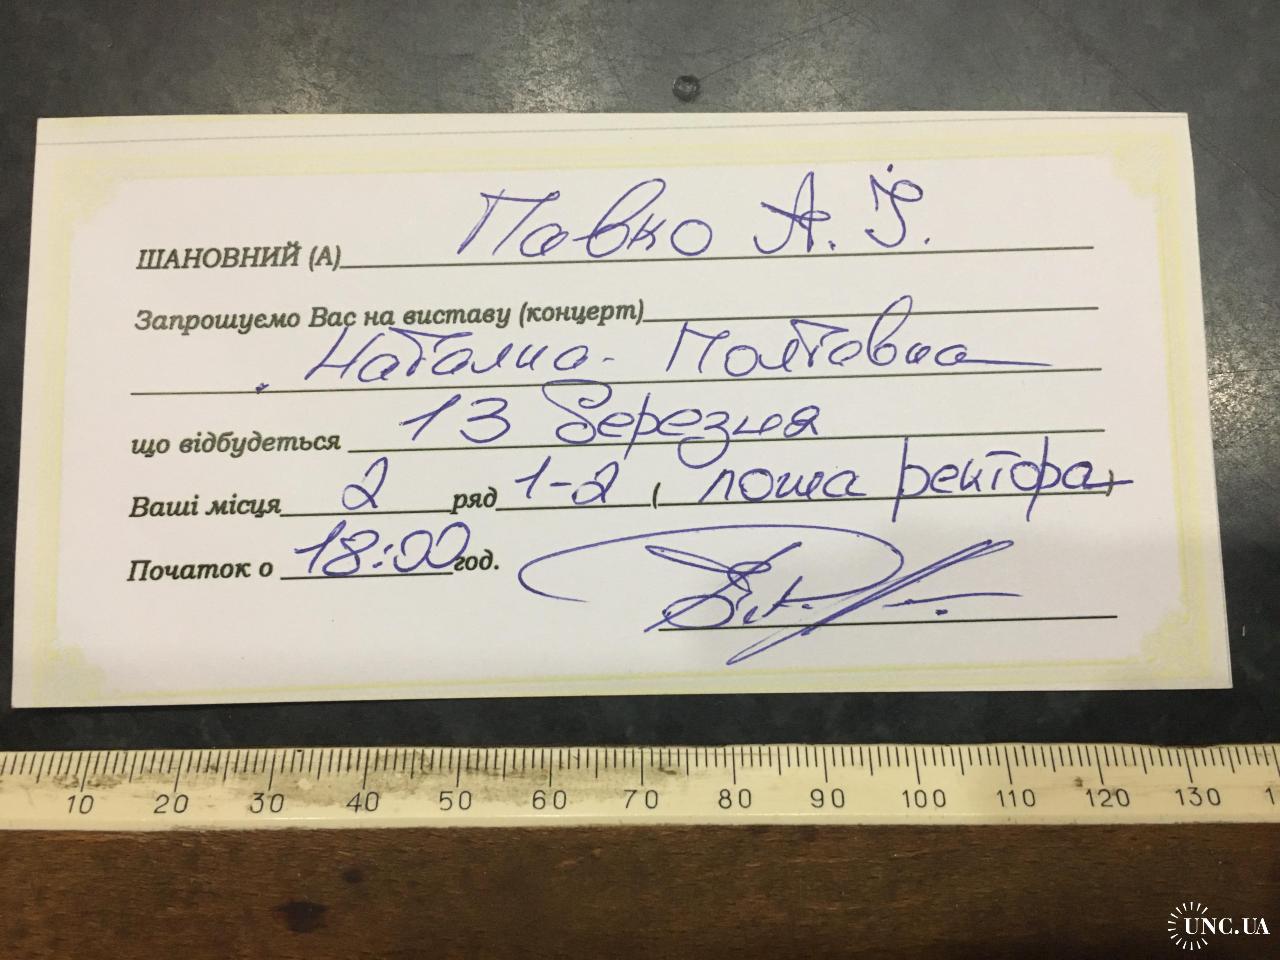 ШАНОВНИЙ (А) Павко А. І.
Запрошуємо Вас на виставу (концерт)
Наталка - Полтавка
що відбудеться 13 березня
Ваші місця 2 ряд 1-2 ( ложа ректора)
Початок о 18:00 год.
10 20 30 40 50 60 70 80 90 100 110 120 130
UNC.UA